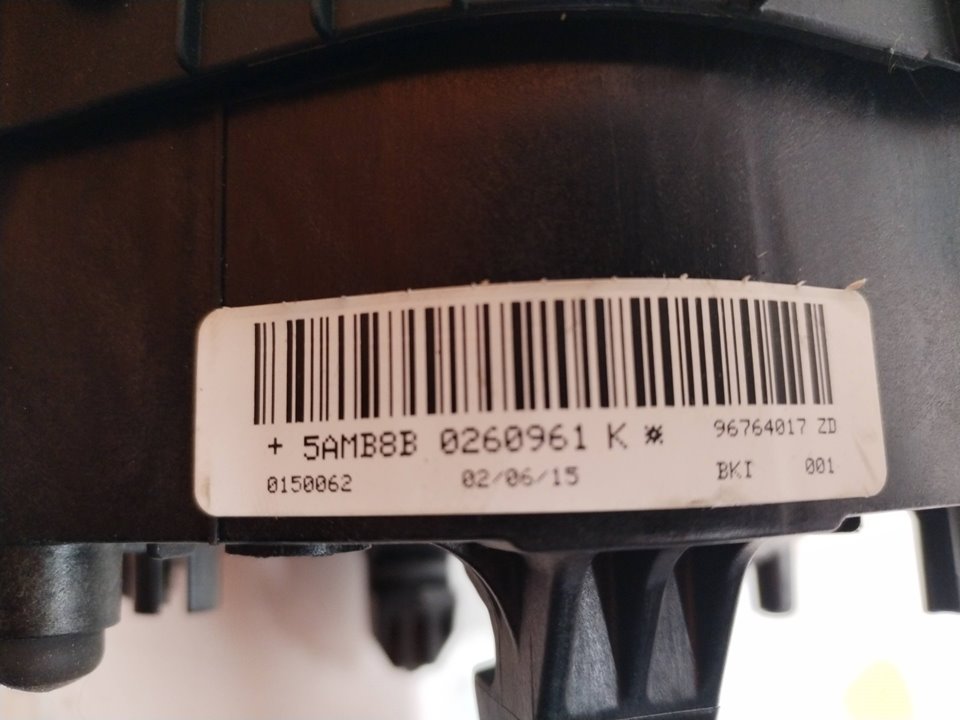 + 5AMB8B 0260961 K ※ 96764017 ZD
0150062 02/06/15 BKI 001